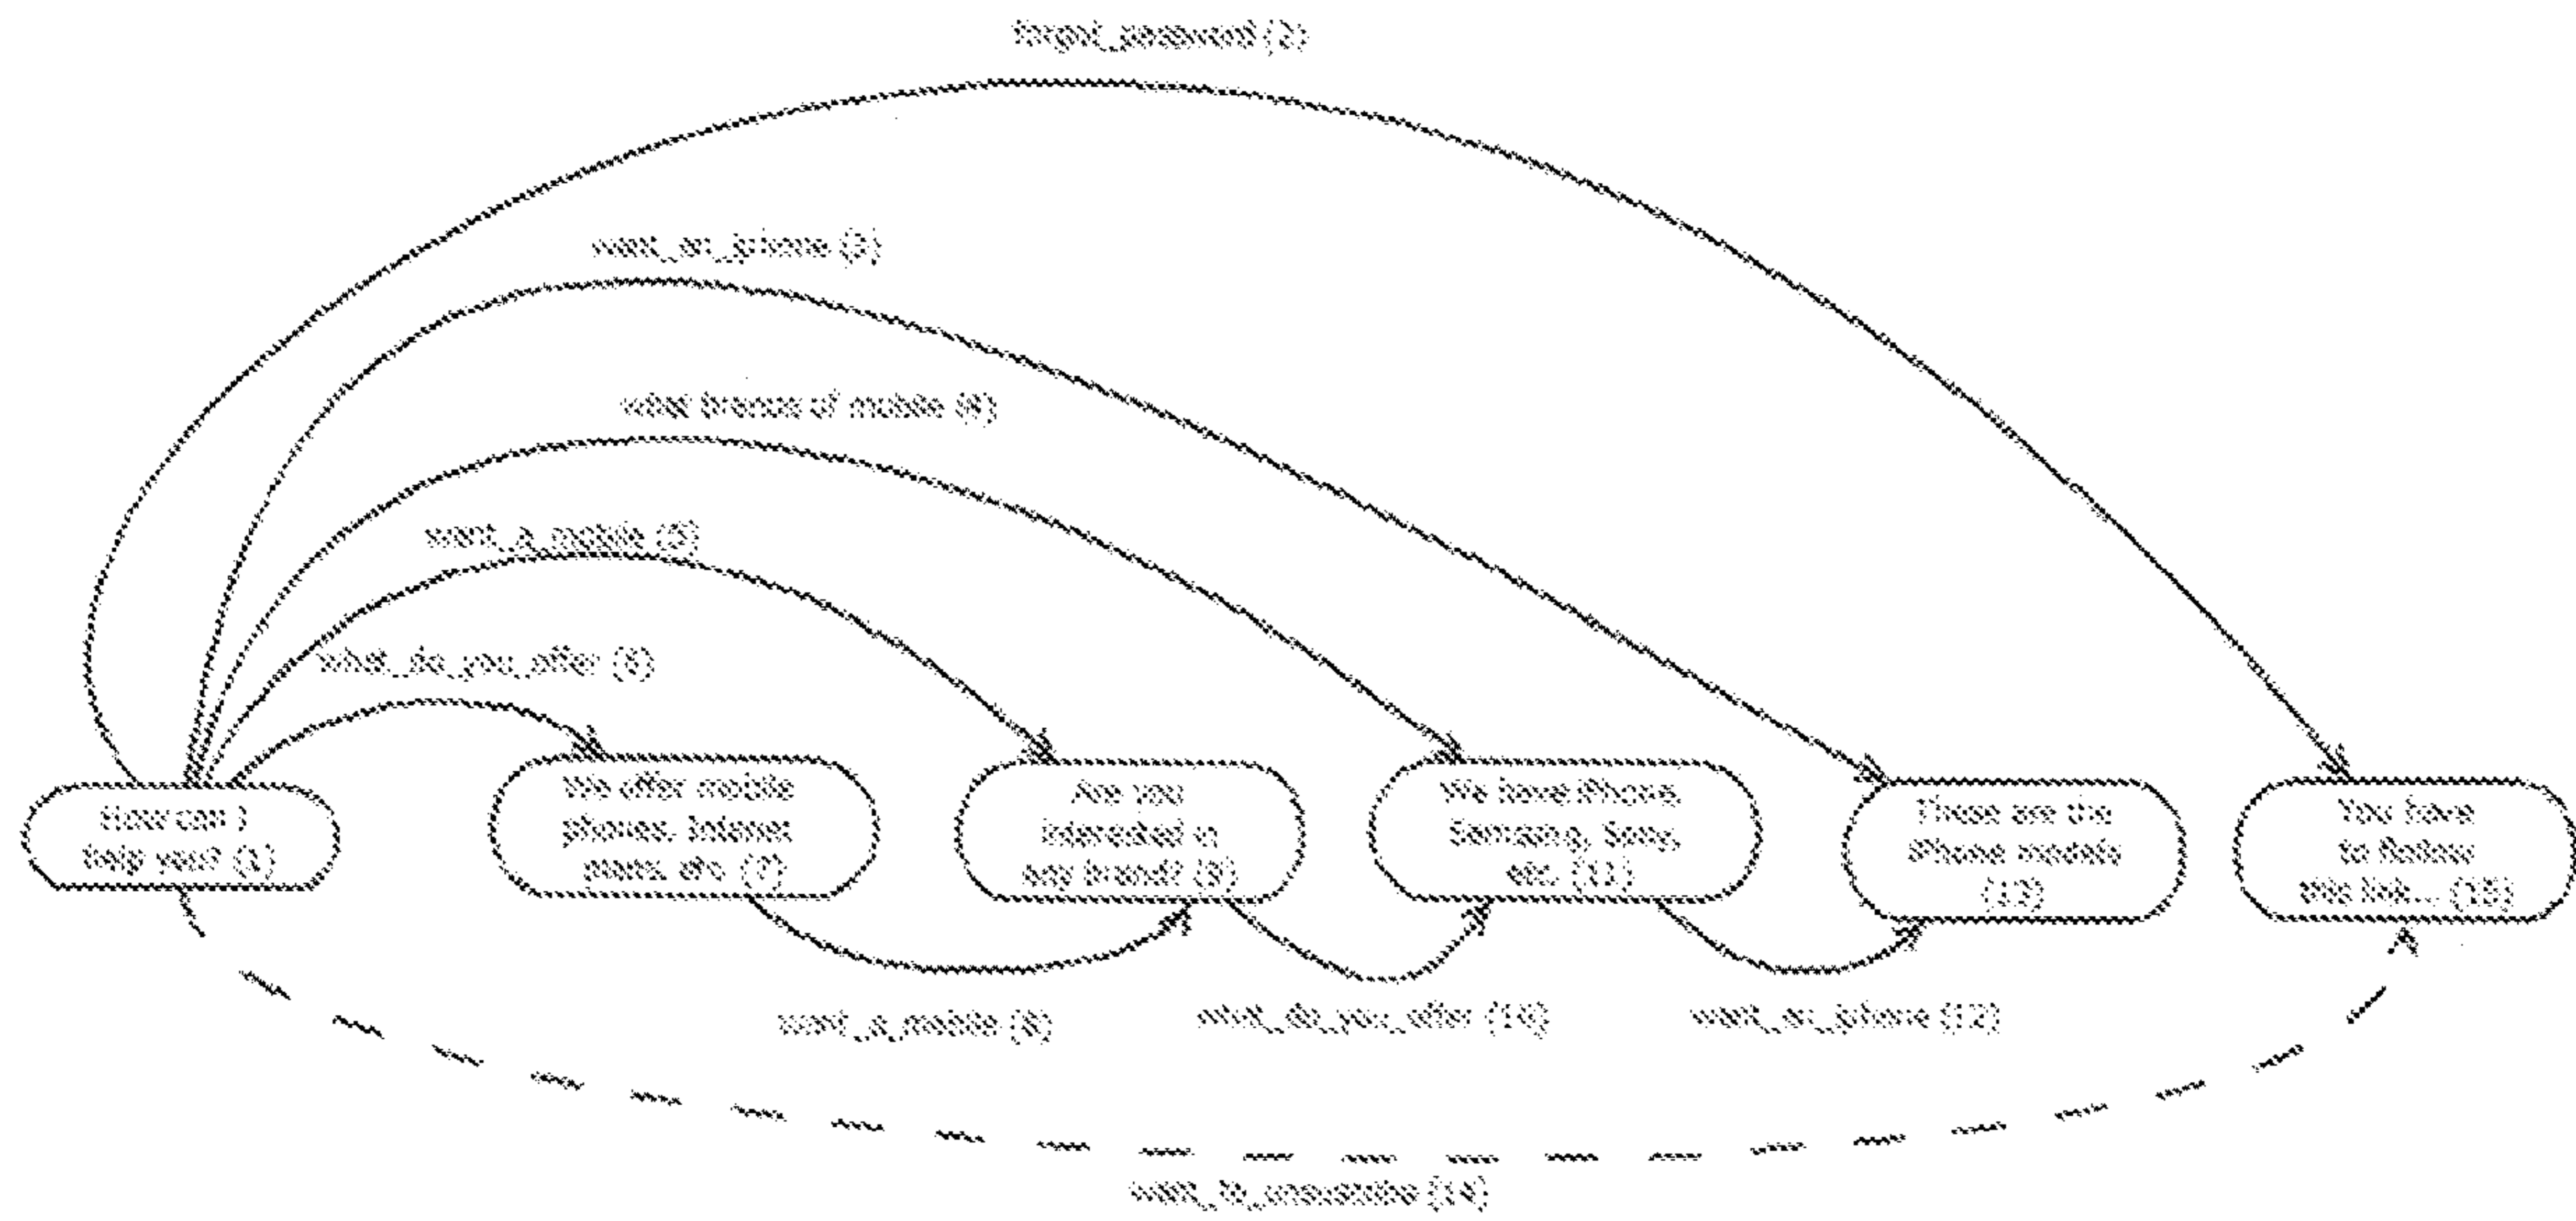 forgot_password (2)
want_an_iphone (3)
what brands of mobile (4)
want_a_mobile (5)
what_do_you_offer (6)
How can I
help you? (1)
We offer mobile
phones, Internet
etc. (7)
Are you
interested in
any brand? (9)
We have iPhone,
Samsung, Sony,
etc. (11)
These are the
iPhone models
(13)
You have
to follow
this link... (15)
want_a_mobile (8)
what_do_you_offer (10)
want_an_iphone (12)
want_to_unsuscribe (14)